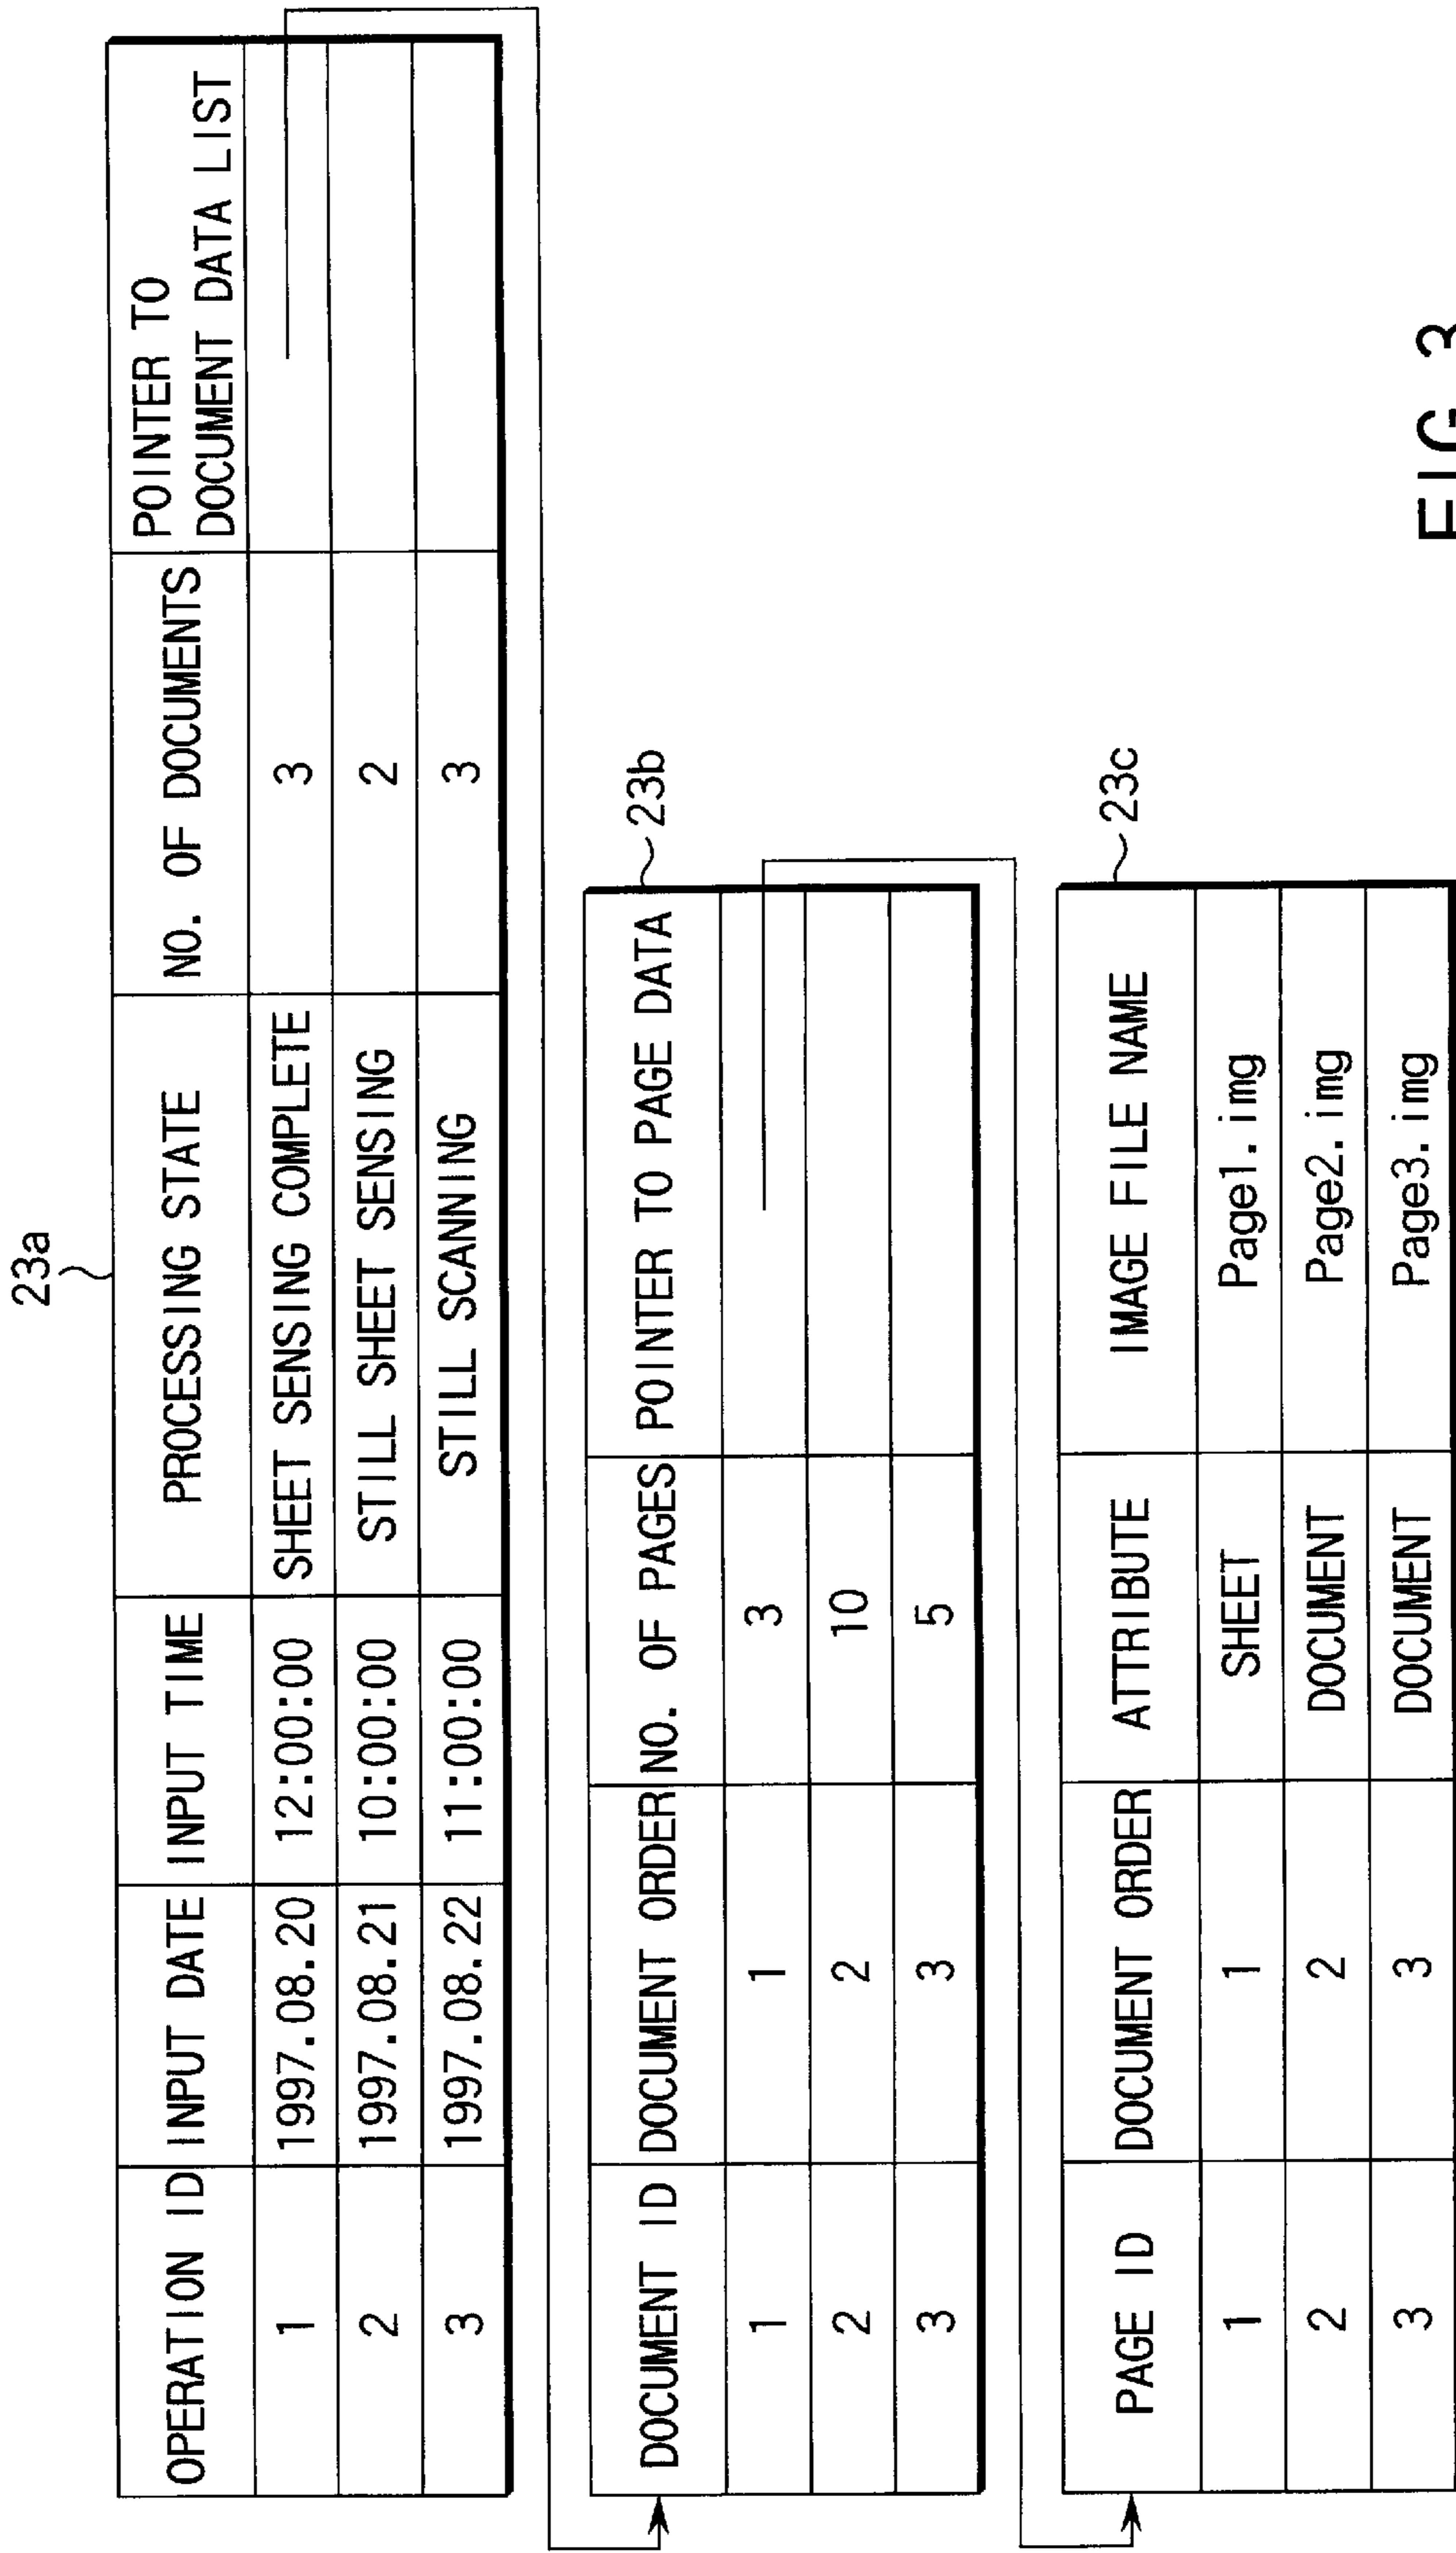 23a
OPERATION ID INPUT DATE INPUT TIME PROCESSING STATE NO. OF DOCUMENTS POINTER TO DOCUMENT DATA LIST
1 1997.08.20 12:00:00 SHEET SENSING COMPLETE 3
2 1997.08.21 10:00:00 STILL SHEET SENSING 2
3 1997.08.22 11:00:00 STILL SCANNING 3
23b
DOCUMENT ID DOCUMENT ORDER NO. OF PAGES POINTER TO PAGE DATA
1 1 3
2 2 10
3 3 5
23c
PAGE ID DOCUMENT ORDER ATTRIBUTE IMAGE FILE NAME
1 1 SHEET Page1.img
2 2 DOCUMENT Page2.img
3 3 DOCUMENT Page3.img
FIG. 3